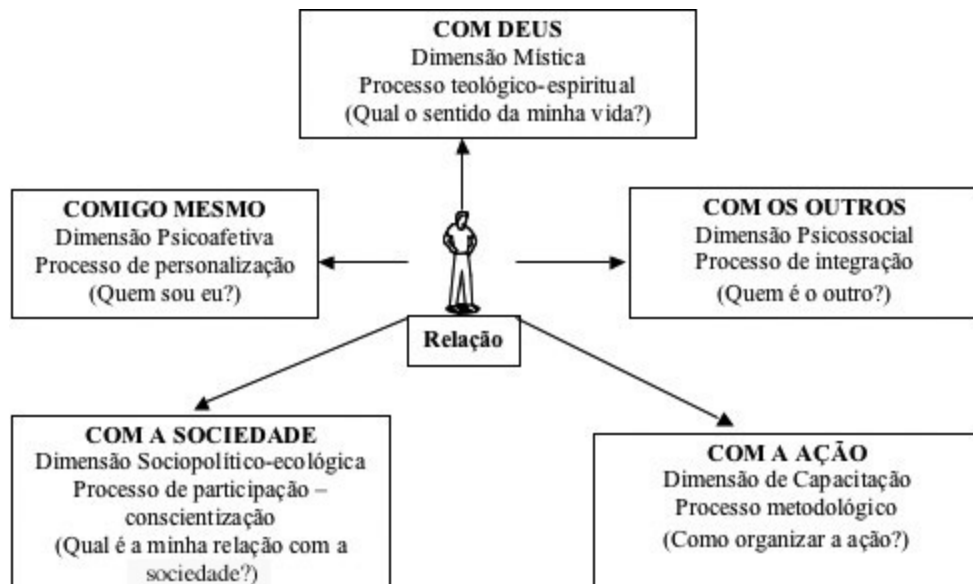 COM DEUS
Dimensão Mística
Processo teológico-espiritual
(Qual o sentido da minha vida?)
COMIGO MESMO
Dimensão Psicoafetiva
Processo de personalização
(Quem sou eu?)
COM OS OUTROS
Dimensão Psicossocial
Processo de integração
(Quem é o outro?)
Relação
COM A SOCIEDADE
Dimensão Sociopolítico-ecológica
Processo de participação –
conscientização
(Qual é a minha relação com a
sociedade?)
COM A AÇÃO
Dimensão de Capacitação
Processo metodológico
(Como organizar a ação?)